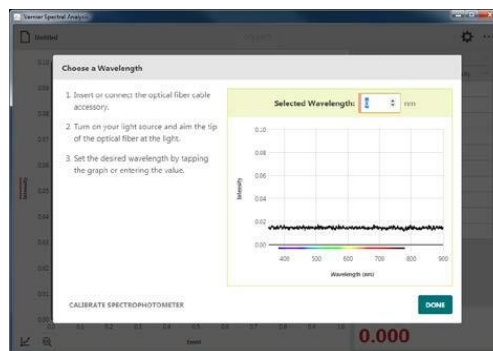 Vernier Spectral Analysis
Untitled
Choose a Wavelength
1. Insert or connect the optical fiber cable
accessory.
2. Turn on your light source and aim the tip
of the optical fiber at the light.
3. Set the desired wavelength by tapping
the graph or entering the value.
Selected Wavelength: 0 nm
0.10
0.08
0.06
0.04
0.02
0.00
Intensity
400 500 600 700 800 900
Wavelength (nm)
CALIBRATE SPECTROPHOTOMETER
DONE
Intensity
0.000